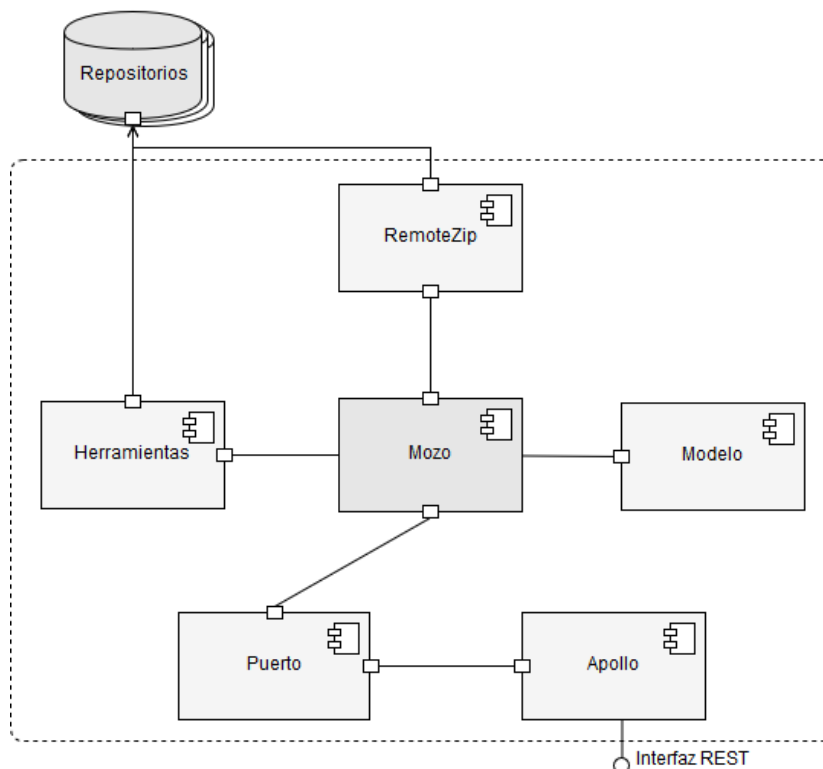 Repositorios
RemoteZip
Herramientas
Mozo
Modelo
Puerto
Apollo
Interfaz REST